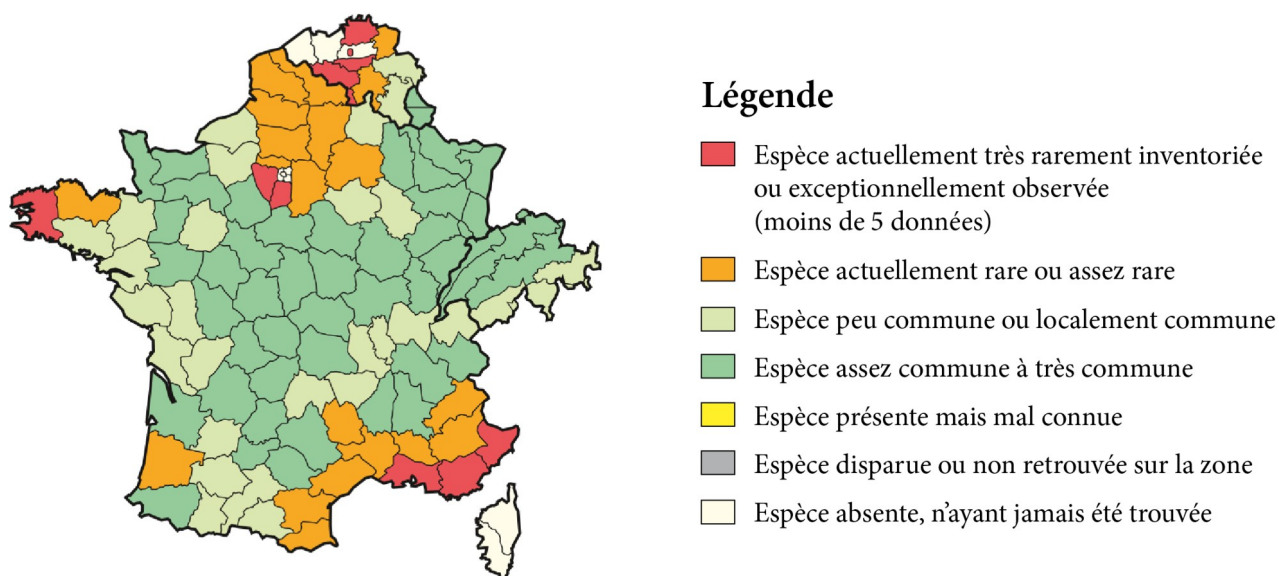 Légende
Espèce actuellement très rarement inventoriée
ou exceptionnellement observée
(moins de 5 données)
Espèce actuellement rare ou assez rare
Espèce peu commune ou localement commune
Espèce assez commune à très commune
Espèce présente mais mal connue
Espèce disparue ou non retrouvée sur la zone
Espèce absente, n'ayant jamais été trouvée